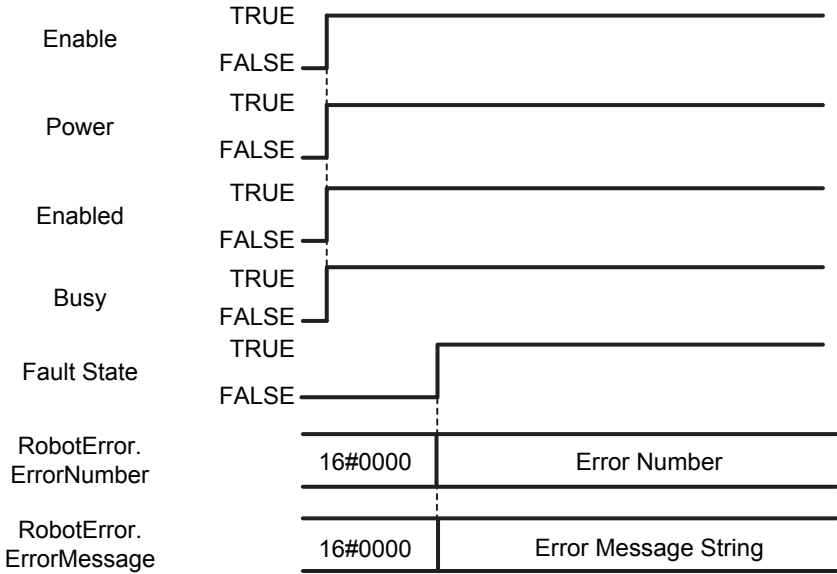 TRUE
Enable
FALSE
TRUE
Power
FALSE
TRUE
Enabled
FALSE
TRUE
Busy
FALSE
TRUE
Fault State
FALSE
RobotError.
ErrorNumber
16#0000
Error Number
RobotError.
ErrorMessage
16#0000
Error Message String